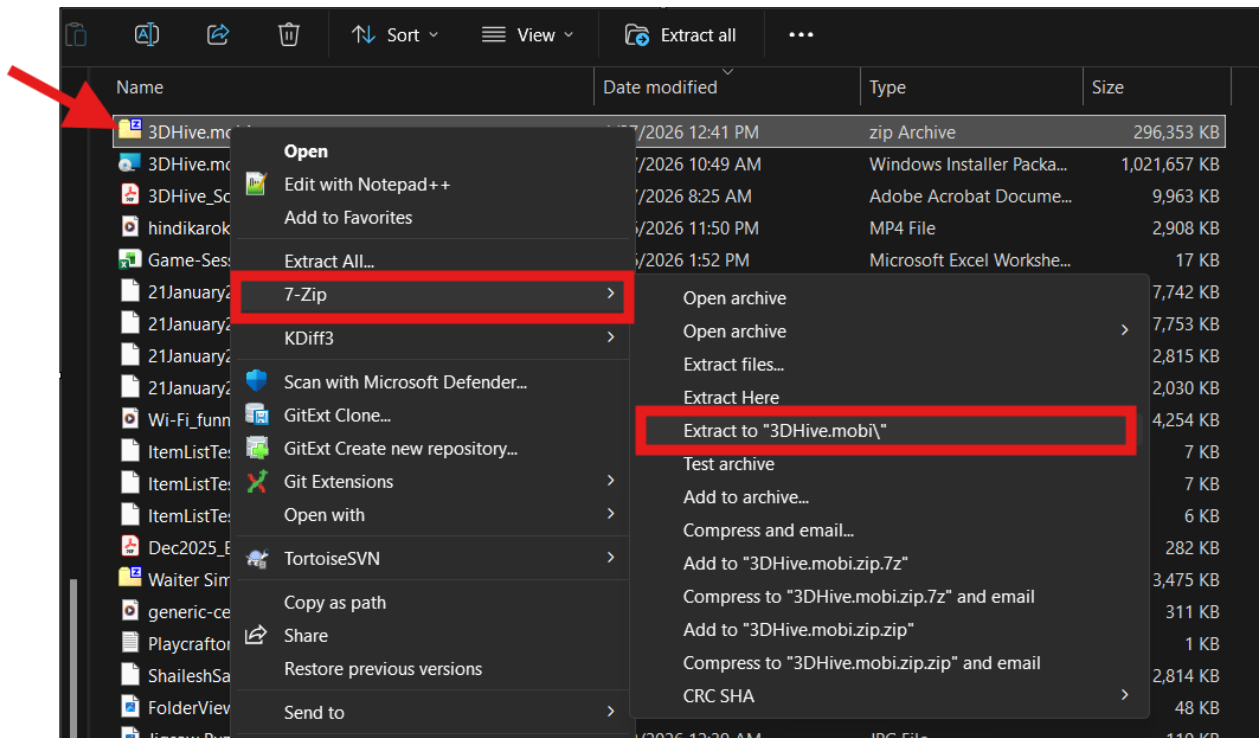 Sort
View
Extract all
Name
Date modified
Type
Size
3DHive.mobi
/2026 12:41 PM
zip Archive
296,353 KB
3DHive.mo
/2026 10:49 AM
Windows Installer Packa...
1,021,657 KB
3DHive_Sc
/2026 8:25 AM
Adobe Acrobat Docume...
9,963 KB
hindikarok
/2026 11:50 PM
MP4 File
2,908 KB
Game-Ses
/2026 1:52 PM
Microsoft Excel Workshe...
17 KB
21January2
7,742 KB
21January2
7,753 KB
21January2
2,815 KB
21January2
2,030 KB
Wi-Fi_funn
4,254 KB
ItemListTe
7 KB
ItemListTe
7 KB
ItemListTe
6 KB
Dec2025_E
282 KB
Waiter Sim
3,475 KB
generic-ce
311 KB
Playcrafto
1 KB
ShaileshSa
2,814 KB
FolderView
48 KB
Open
Edit with Notepad++
Add to Favorites
Extract All...
7-Zip
KDiff3
Scan with Microsoft Defender...
GitExt Clone...
GitExt Create new repository...
Git Extensions
Open with
TortoiseSVN
Copy as path
Share
Restore previous versions
Send to
Open archive
Open archive
Extract files...
Extract Here
Extract to "3DHive.mobi\"
Test archive
Add to archive...
Compress and email...
Add to "3DHive.mobi.zip.7z"
Compress to "3DHive.mobi.zip.7z" and email
Add to "3DHive.mobi.zip.zip"
Compress to "3DHive.mobi.zip.zip" and email
CRC SHA